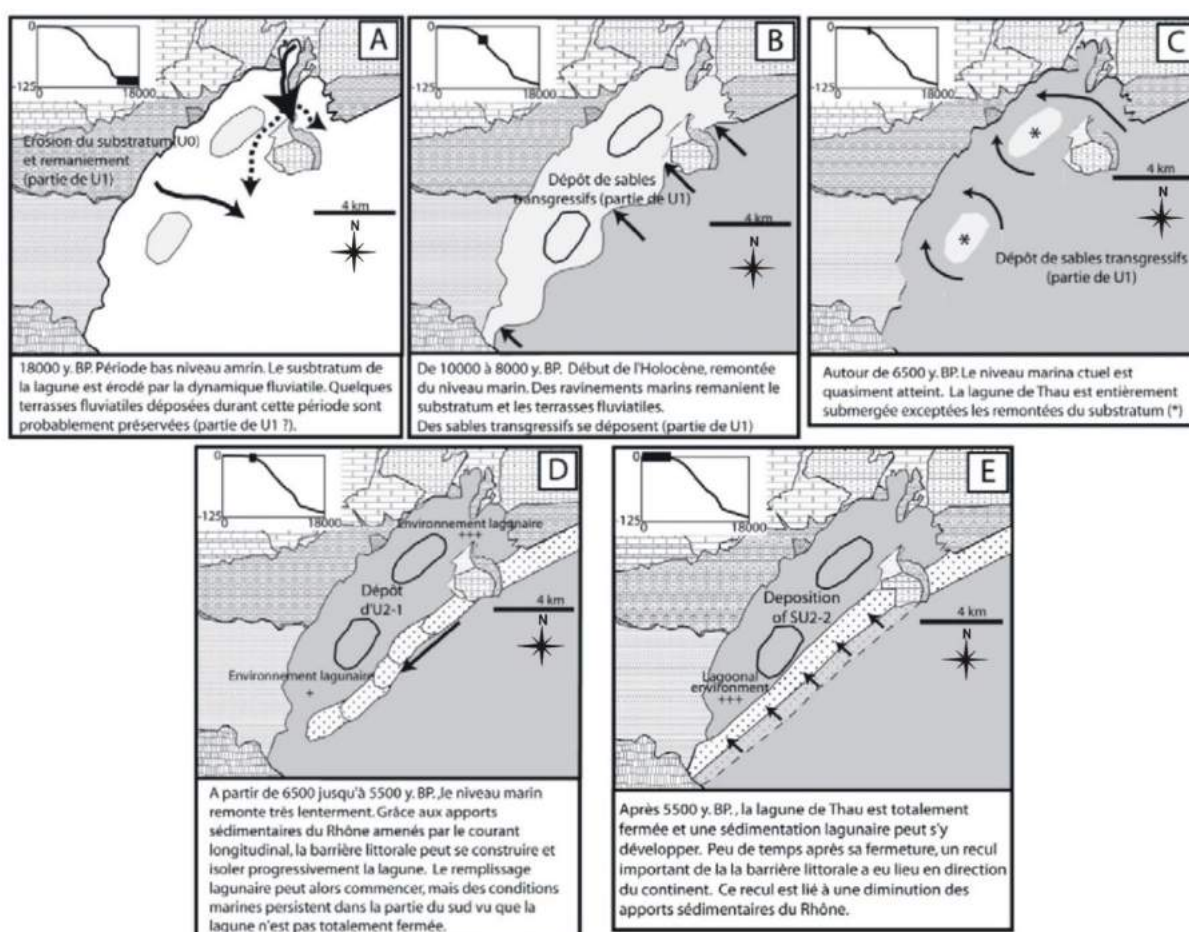 0
-125
0
18000
A
Erosion du substratum (U0)
et remaniement
(partie de U1)
4 km
N
18000 y. BP. Période bas niveau amrin. Le susbtratum de
la lagune est érodé par la dynamique fluviatile. Quelques
terrasses fluviatiles déposées durant cette période sont
probablement préservées (partie de U1 ?).
0
-125
0
18000
B
Dépôt de sables
transgressifs (partie de U1)
4 km
N
De 10000 à 8000 y. BP. Début de l'Holocène, remontée
du niveau marin. Des ravinements marins remanient le
substratum et les terrasses fluviatiles.
Des sables transgressifs se déposent (partie de U1)
0
-125
0
18000
C
*
*
4 km
N
Dépôt de sables transgressifs
(partie de U1)
Autour de 6500 y. BP. Le niveau marina ctuel est
quasiment atteint. La lagune de Thau est entièrement
submergée exceptées les remontées du substratum (*)
0
-125
0
18000
D
Environnement lagunaire
+++
Dépôt
d'U2-1
4 km
N
Environnement lagunaire
+
A partir de 6500 jusqu'à 5500 y. BP., le niveau marin
remonte très lenterment. Grâce aux apports
sédimentaires du Rhône amenés par le courant
longitudinal, la barrière littorale peut se construire et
isoler progressivement la lagune. Le remplissage
lagunaire peut alors commencer, mais des conditions
marines persistent dans la partie du sud vu que la
lagune n'est pas totalement fermée.
0
-125
0
18000
E
Deposition
of SU2-2
4 km
N
Lagoonal
environment
+++
Après 5500 y. BP., la lagune de Thau est totalement
fermée et une sédimentation lagunaire peut s'y
développer. Peu de temps après sa fermeture, un recul
important de la la barrière littorale a eu lieu en direction
du continent. Ce recul est lié à une diminution des
apports sédimentaires du Rhône.